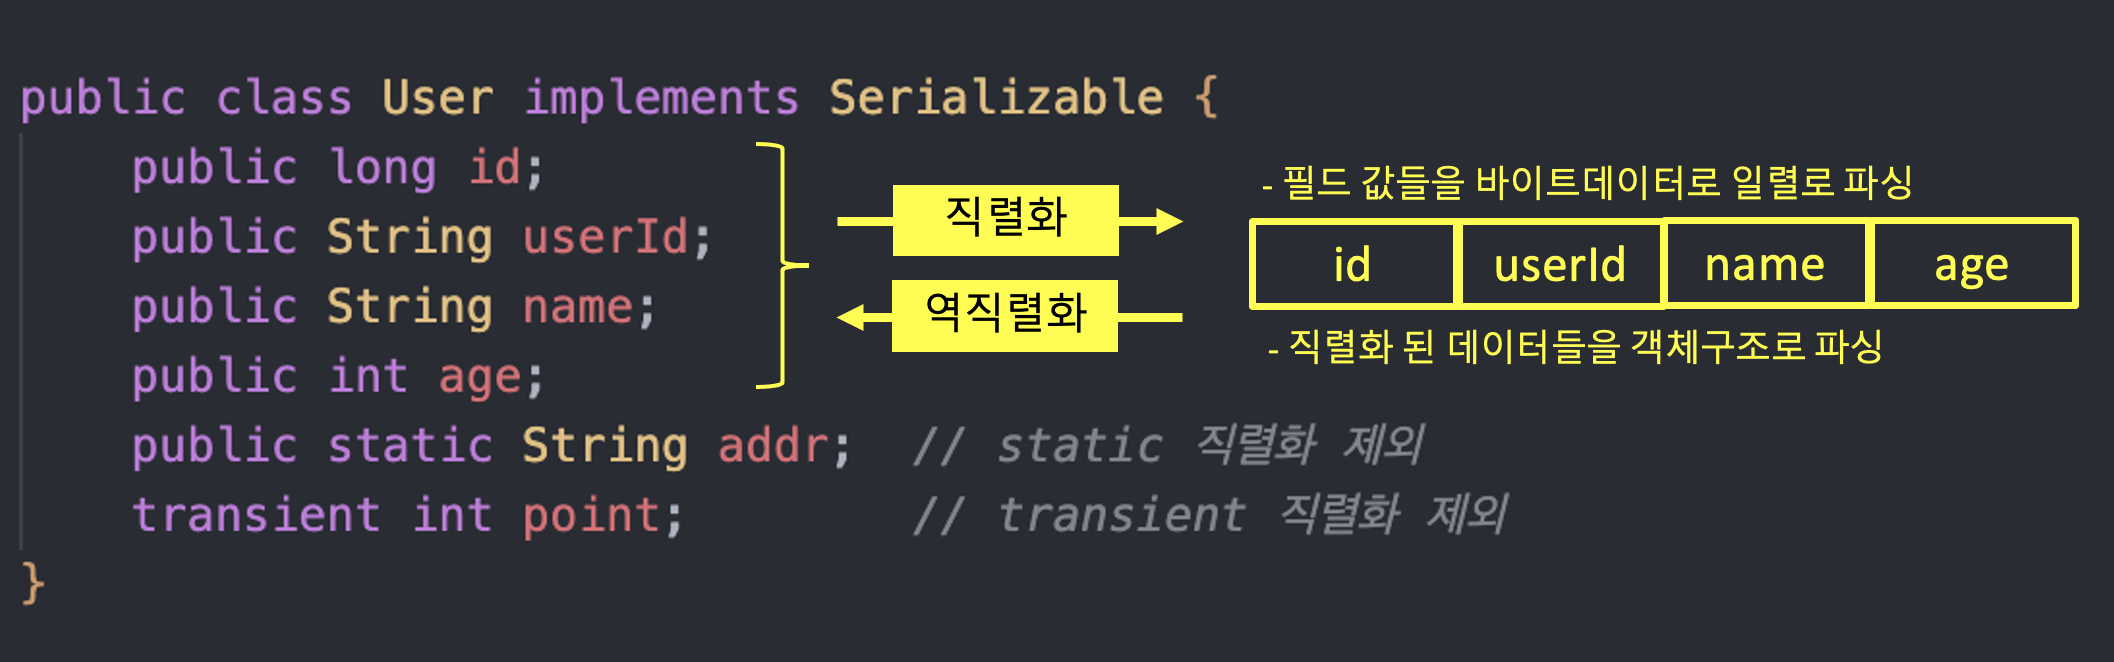 public class User implements Serializable {
public long id;
public String userId;
public String name;
public int age;
public static String addr;   // static 직렬화 제외
transient int point;         // transient 직렬화 제외
}
직렬화
역직렬화
- 필드 값들을 바이트데이터로 일렬로 파싱
id userId name age
- 직렬화 된 데이터들을 객체구조로 파싱